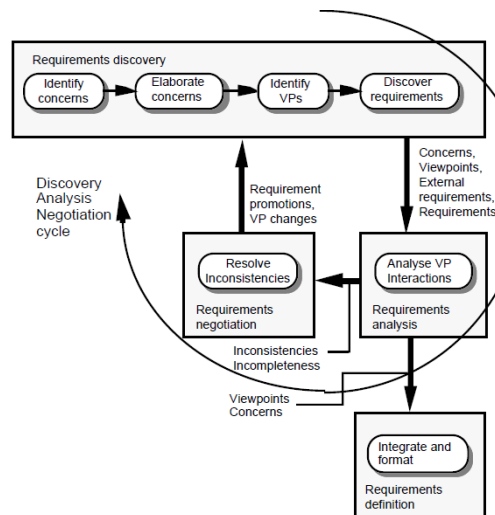 Requirements discovery
Identify
concerns
Elaborate
concerns
Identify
VPs
Discover
requirements
Concerns,
Viewpoints,
External
requirements,
Requirements
Discovery
Analysis
Negotiation
cycle
Requirement
promotions,
VP changes
Resolve
Inconsistencies
Requirements
negotiation
Analyse VP
Interactions
Requirements
analysis
Inconsistencies
Incompleteness
Viewpoints
Concerns
Integrate and
format
Requirements
definition